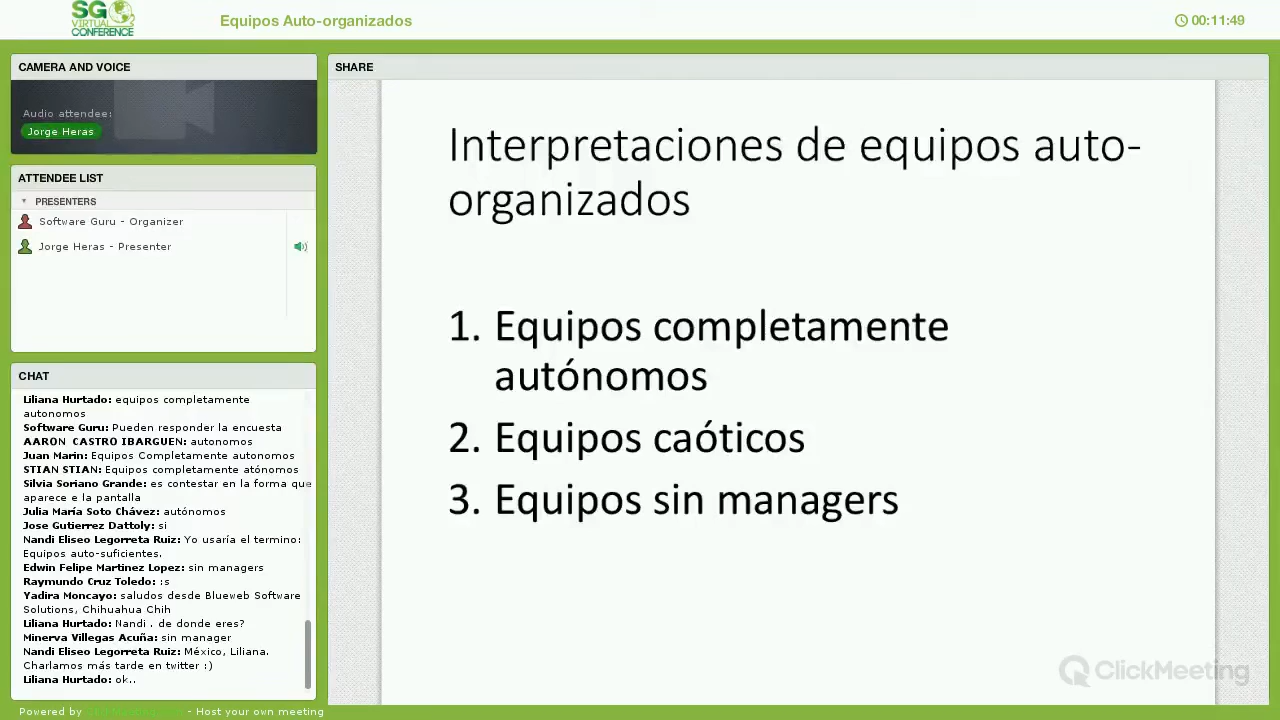 SG
VIRTUAL
CONFERENCE
Equipos Auto-organizados
00:11:49
CAMERA AND VOICE
Audio attendee:
Jorge Heras
ATTENDEE LIST
PRESENTERS
Software Guru - Organizer
Jorge Heras - Presenter
CHAT
Liliana Hurtado: equipos completamente
autonomos
Software Guru: Pueden responder la encuesta
AARON CASTRO IBARGUEN: autonomos
Juan Marin: Equipos Completamente autonomos
STIAN STIAN: Equipos completamente atónomos
Silvia Soriano Grande: es contestar en la forma que
aparece e la pantalla
Julia María Soto Chávez: autónomos
Jose Gutierrez Dattoly: si
Nandi Eliseo Legorreta Ruiz: Yo usaría el termino:
Equipos auto-suficientes.
Edwin Felipe Martinez Lopez: sin managers
Raymundo Cruz Toledo: :s
Yadira Moncayo: saludos desde Blueweb Software
Solutions, Chihuahua Chih
Liliana Hurtado: Nandi . de donde eres?
Minerva Villegas Acuña: sin manager
Nandi Eliseo Legorreta Ruiz: México, Liliana.
Charlamos más tarde en twitter :)
Liliana Hurtado: ok..
Powered by - Host your own meeting
SHARE
Interpretaciones de equipos auto-
organizados
1. Equipos completamente
autónomos
2. Equipos caóticos
3. Equipos sin managers
ClickMeeting